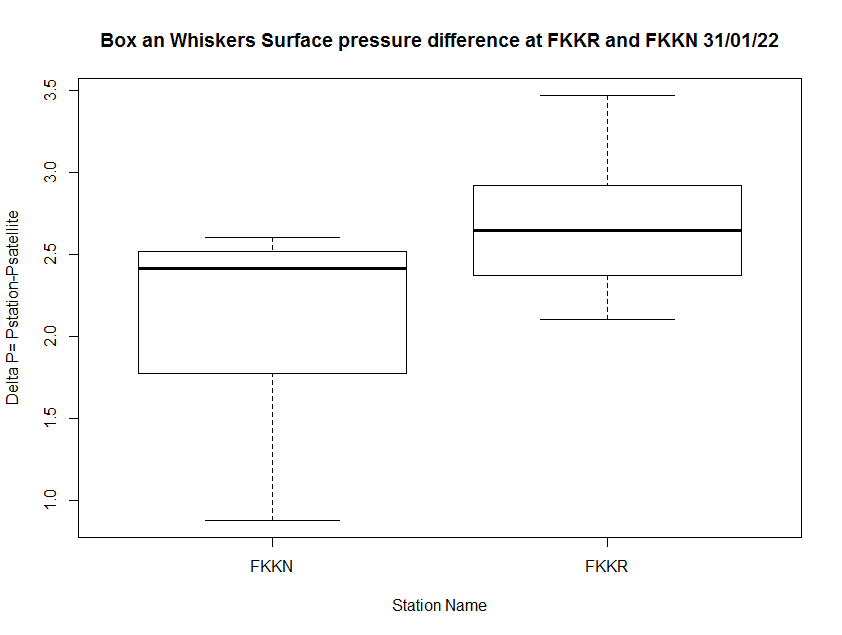 Box an Whiskers Surface pressure difference at FKKR and FKKN 31/01/22
Delta P= Pstation-Psatellite
3.5
3.0
2.5
2.0
1.5
1.0
FKKN
FKKR
Station Name